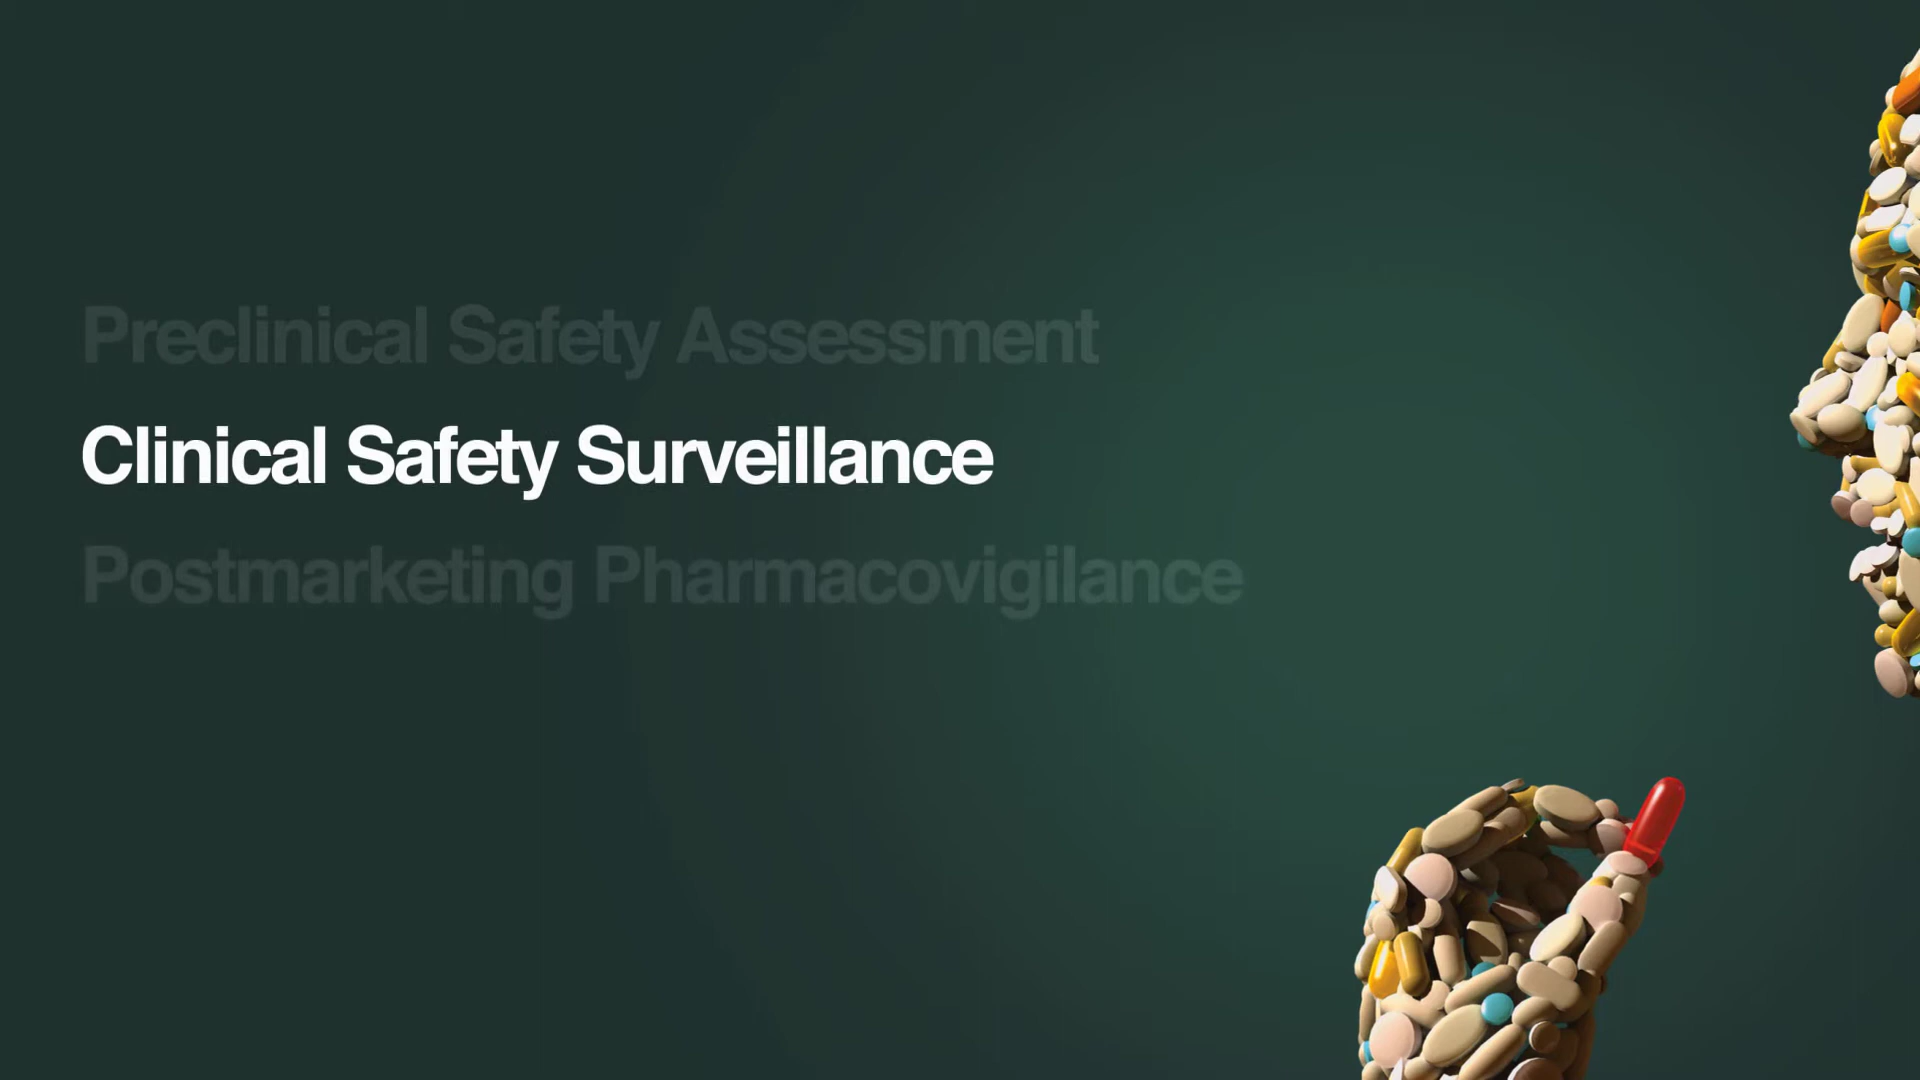 Preclinical Safety Assessment
Clinical Safety Surveillance
Postmarketing Pharmacovigilance